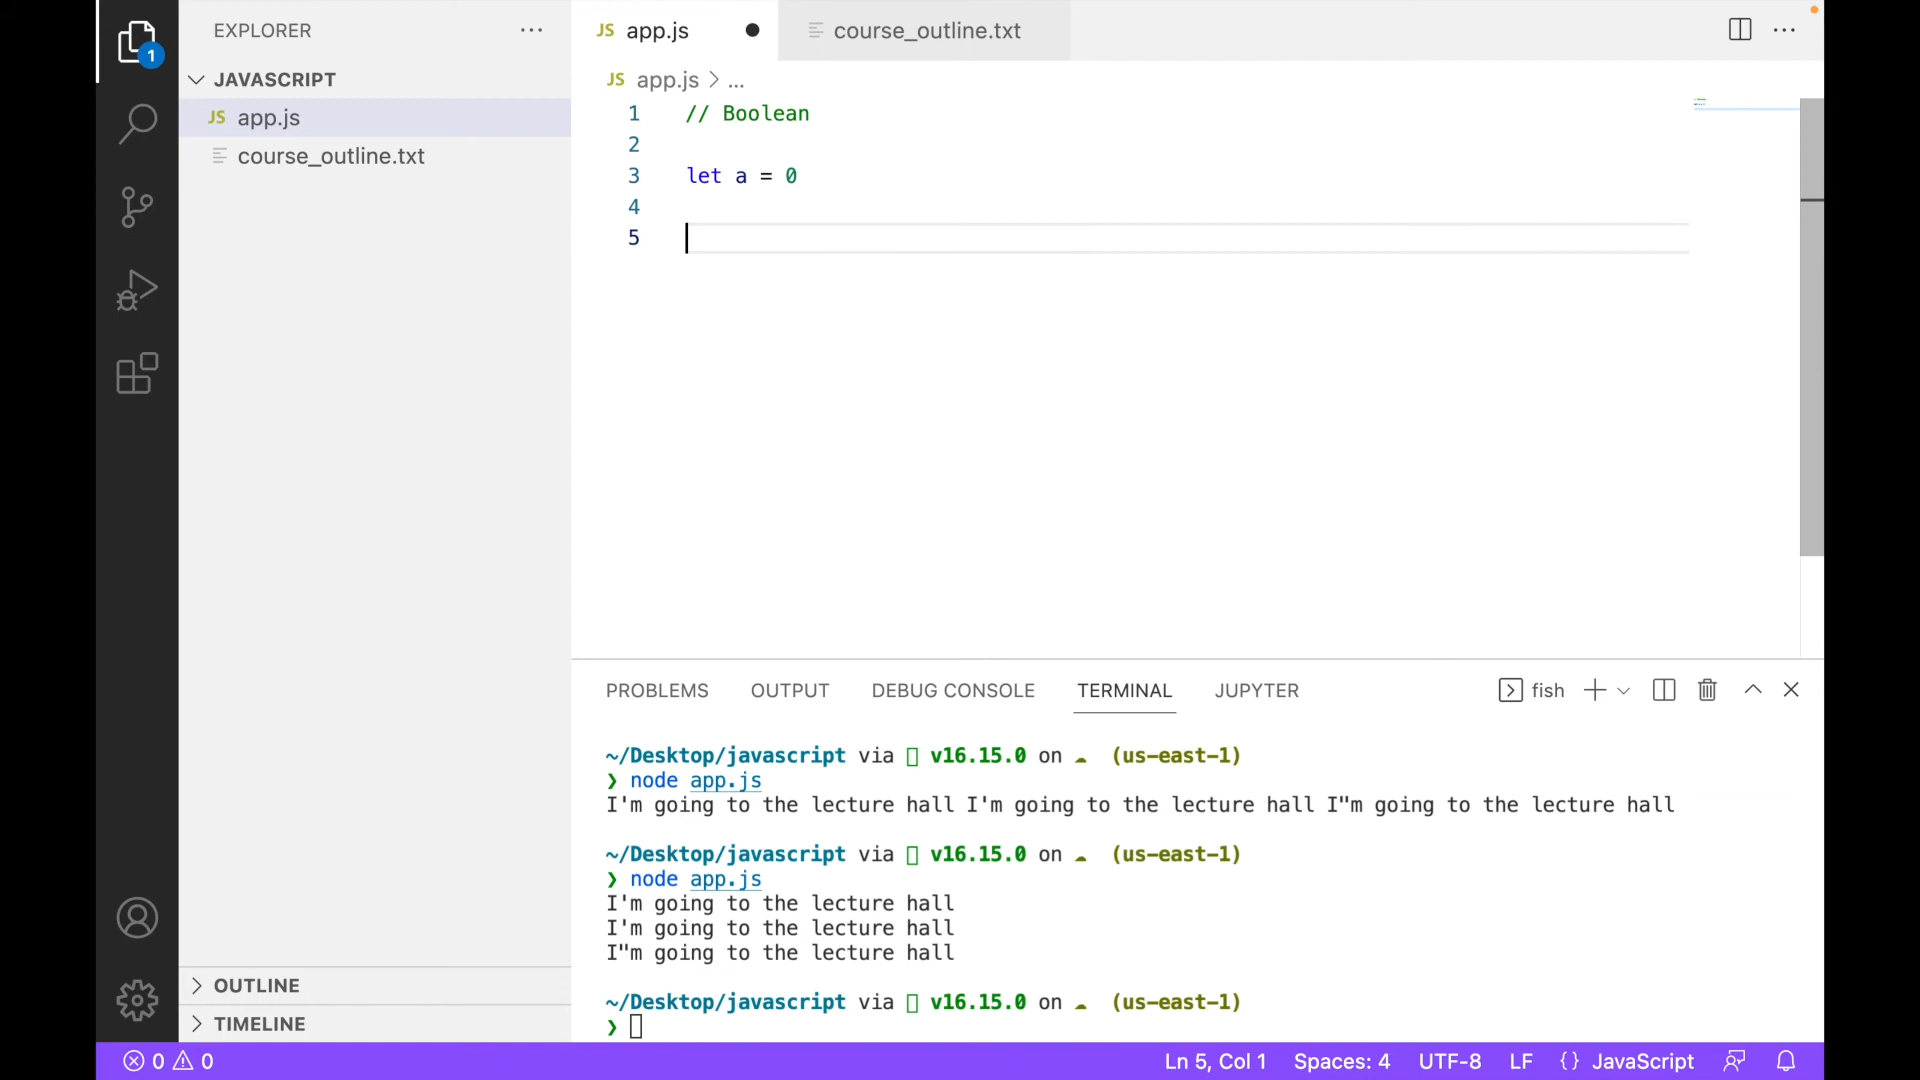 EXPLORER
1
JAVASCRIPT
JS app.js
course_outline.txt
OUTLINE
TIMELINE
JS app.js
course_outline.txt
JS app.js > ...
1 // Boolean
2
3 let a = 0
4
5
PROBLEMS OUTPUT DEBUG CONSOLE TERMINAL JUPYTER
fish
~/Desktop/javascript via v16.15.0 on (us-east-1)
❯ node app.js
I'm going to the lecture hall I'm going to the lecture hall I"m going to the lecture hall
~/Desktop/javascript via v16.15.0 on (us-east-1)
❯ node app.js
I'm going to the lecture hall
I'm going to the lecture hall
I"m going to the lecture hall
~/Desktop/javascript via v16.15.0 on (us-east-1)
❯
0 0
Ln 5, Col 1 Spaces: 4 UTF-8 LF {} JavaScript